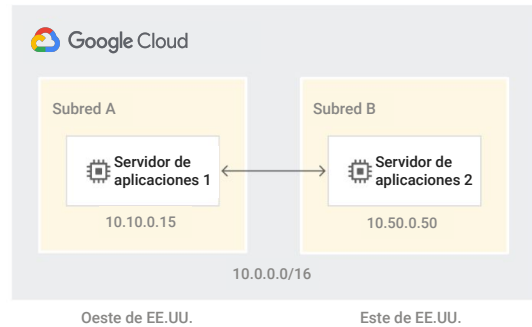 Google Cloud
Subred A
Subred B
Servidor de
aplicaciones 1
Servidor de
aplicaciones 2
10.10.0.15
10.50.0.50
10.0.0.0/16
Oeste de EE.UU.
Este de EE.UU.